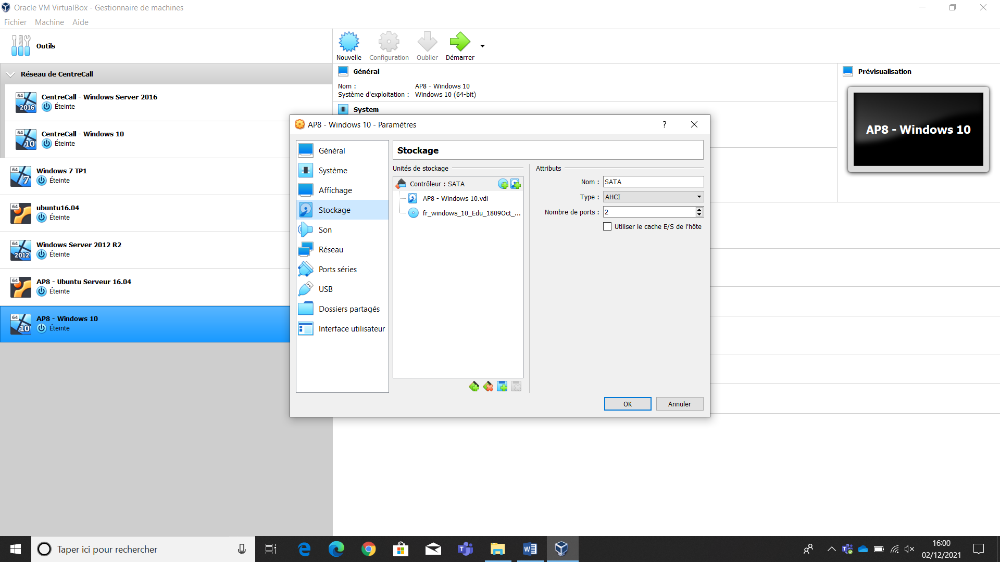 Oracle VM VirtualBox - Gestionnaire de machines
Fichier Machine Aide
Outils
Nouvelle Configuration Oublier Démarrer
Réseau de CentreCall
64 2016 CentreCall - Windows Server 2016
Éteinte
64 10 CentreCall - Windows 10
Éteinte
64 7 Windows 7 TP1
Éteinte
64 ubuntu16.04
Éteinte
64 2012 Windows Server 2012 R2
Éteinte
64 AP8 - Ubuntu Serveur 16.04
Éteinte
64 10 AP8 - Windows 10
Éteinte
Général
Nom : AP8 - Windows 10
Système d'exploitation : Windows 10 (64-bit)
System
Prévisualisation
AP8 - Windows 10
AP8 - Windows 10 - Paramètres
?
Général
Système
Affichage
Stockage
Son
Réseau
Ports séries
USB
Dossiers partagés
Interface utilisateur
Stockage
Unités de stockage
Contrôleur : SATA
AP8 - Windows 10.vdi
fr_windows_10_Edu_1809Oct_...
Attributs
Nom : SATA
Type : AHCI
Nombre de ports : 2
Utiliser le cache E/S de l'hôte
OK Annuler
Taper ici pour rechercher
16:00
02/12/2021